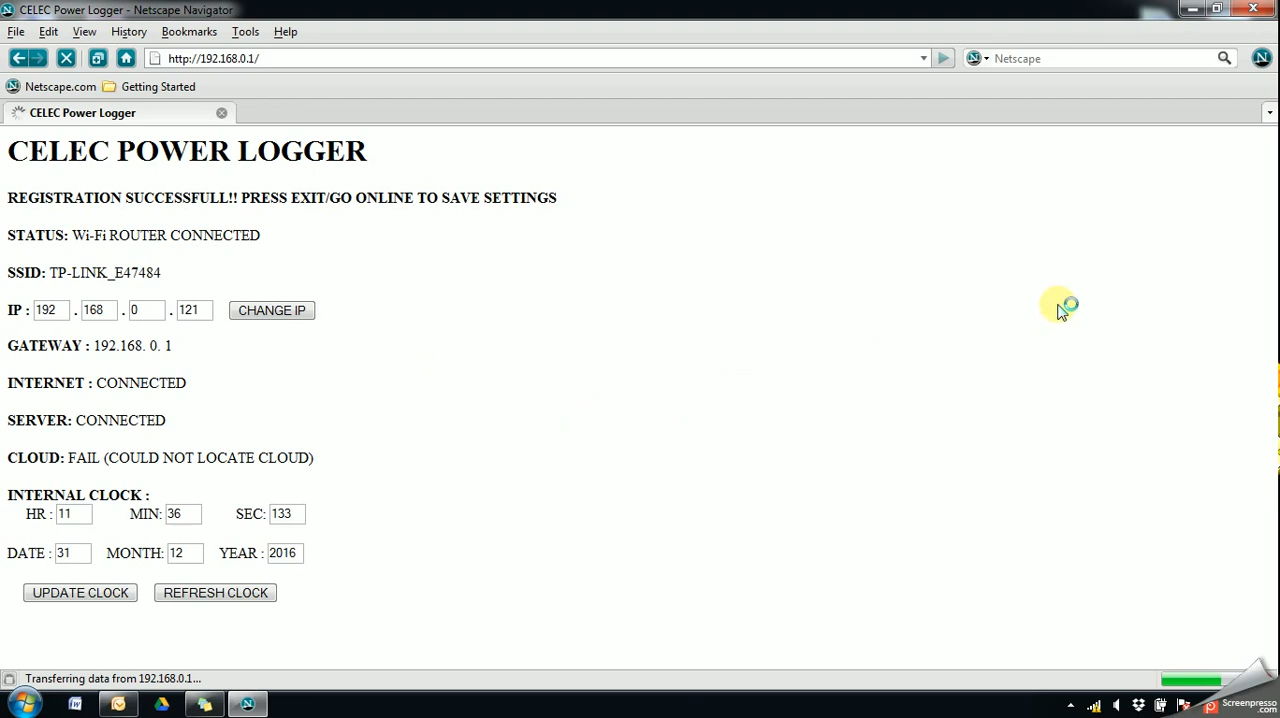 CELEC Power Logger - Netscape Navigator
File Edit View History Bookmarks Tools Help
http://192.168.0.1/ Netscape
Netscape.com Getting Started
CELEC Power Logger
CELEC POWER LOGGER
REGISTRATION SUCCESSFULL!! PRESS EXIT/GO ONLINE TO SAVE SETTINGS
STATUS: Wi-Fi ROUTER CONNECTED
SSID: TP-LINK_E47484
IP : 192 . 168 . 0 . 121 CHANGE IP
GATEWAY : 192.168. 0. 1
INTERNET : CONNECTED
SERVER: CONNECTED
CLOUD: FAIL (COULD NOT LOCATE CLOUD)
INTERNAL CLOCK :
HR : 11 MIN: 36 SEC: 133
DATE : 31 MONTH: 12 YEAR : 2016
UPDATE CLOCK REFRESH CLOCK
Transferring data from 192.168.0.1...
Screenpresso
.com